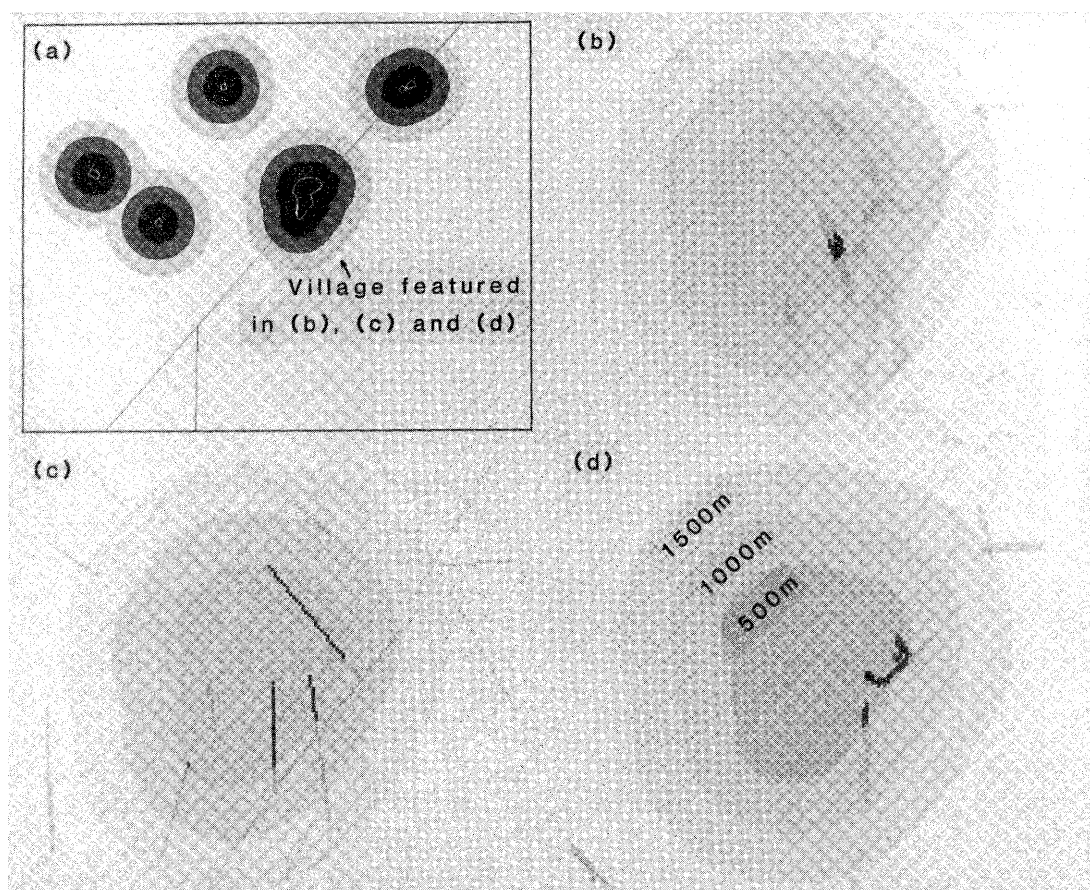 (a)
Village featured
in (b), (c) and (d)
(b)
(c)
(d)
1500m
1000m
500m